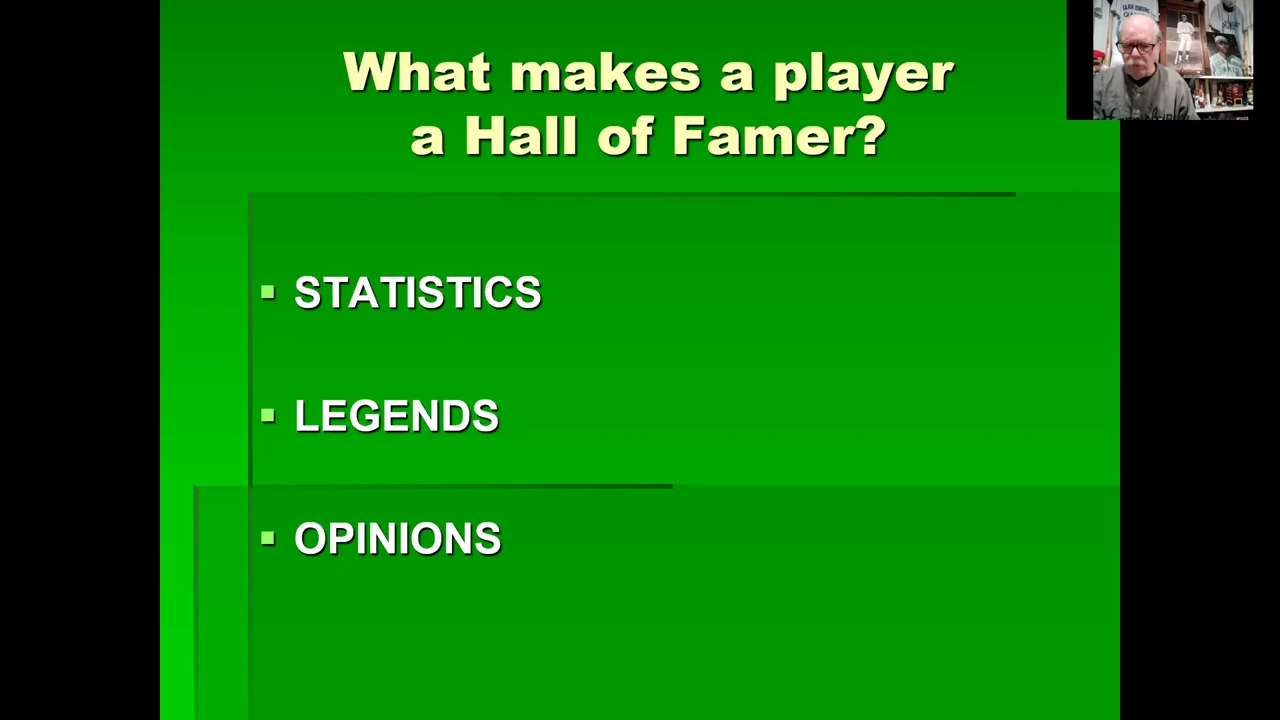 What makes a player
a Hall of Famer?
STATISTICS
LEGENDS
OPINIONS